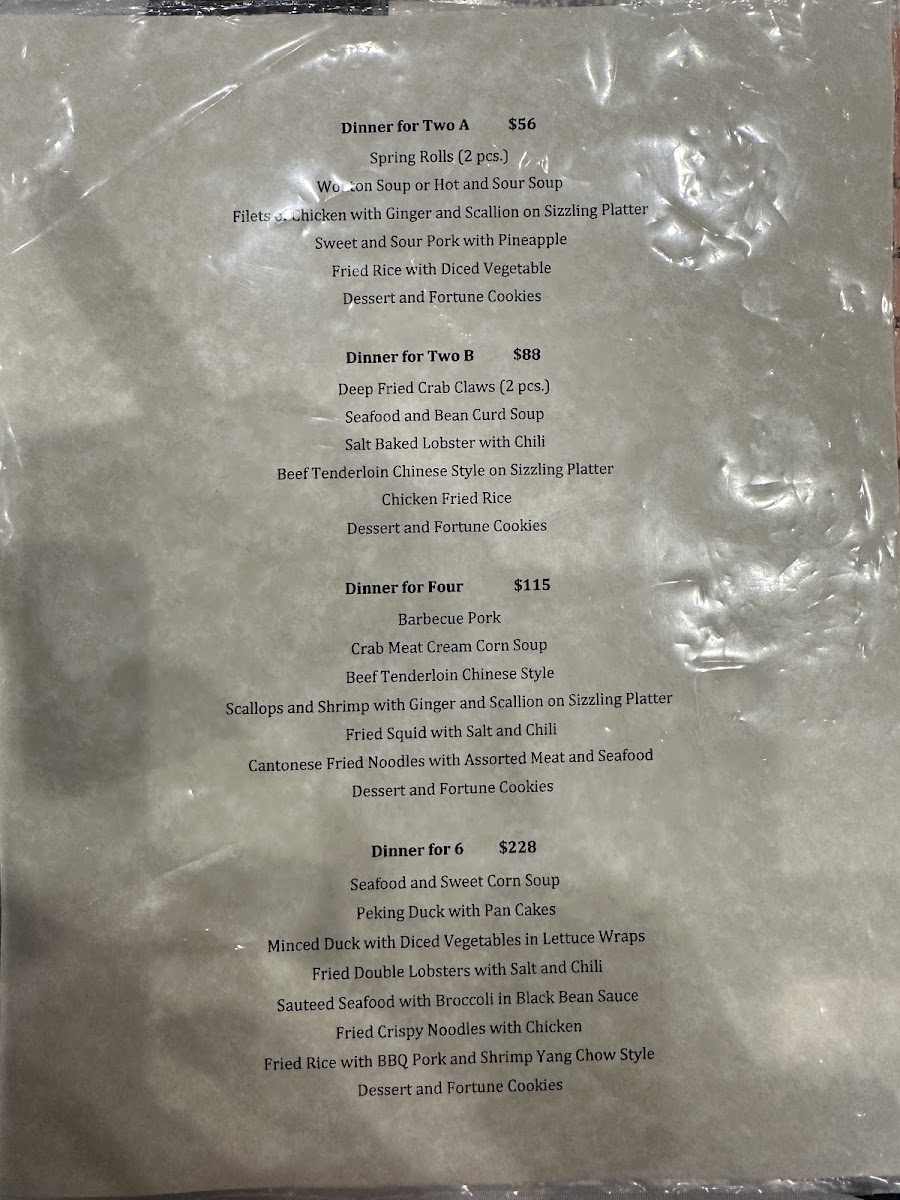 Dinner for Two A $56
Spring Rolls (2 pcs.)
Wonton Soup or Hot and Sour Soup
Filets of Chicken with Ginger and Scallion on Sizzling Platter
Sweet and Sour Pork with Pineapple
Fried Rice with Diced Vegetable
Dessert and Fortune Cookies
Dinner for Two B $88
Deep Fried Crab Claws (2 pcs.)
Seafood and Bean Curd Soup
Salt Baked Lobster with Chili
Beef Tenderloin Chinese Style on Sizzling Platter
Chicken Fried Rice
Dessert and Fortune Cookies
Dinner for Four $115
Barbecue Pork
Crab Meat Cream Corn Soup
Beef Tenderloin Chinese Style
Scallops and Shrimp with Ginger and Scallion on Sizzling Platter
Fried Squid with Salt and Chili
Cantonese Fried Noodles with Assorted Meat and Seafood
Dessert and Fortune Cookies
Dinner for 6 $228
Seafood and Sweet Corn Soup
Peking Duck with Pan Cakes
Minced Duck with Diced Vegetables in Lettuce Wraps
Fried Double Lobsters with Salt and Chili
Sauteed Seafood with Broccoli in Black Bean Sauce
Fried Crispy Noodles with Chicken
Fried Rice with BBQ Pork and Shrimp Yang Chow Style
Dessert and Fortune Cookies